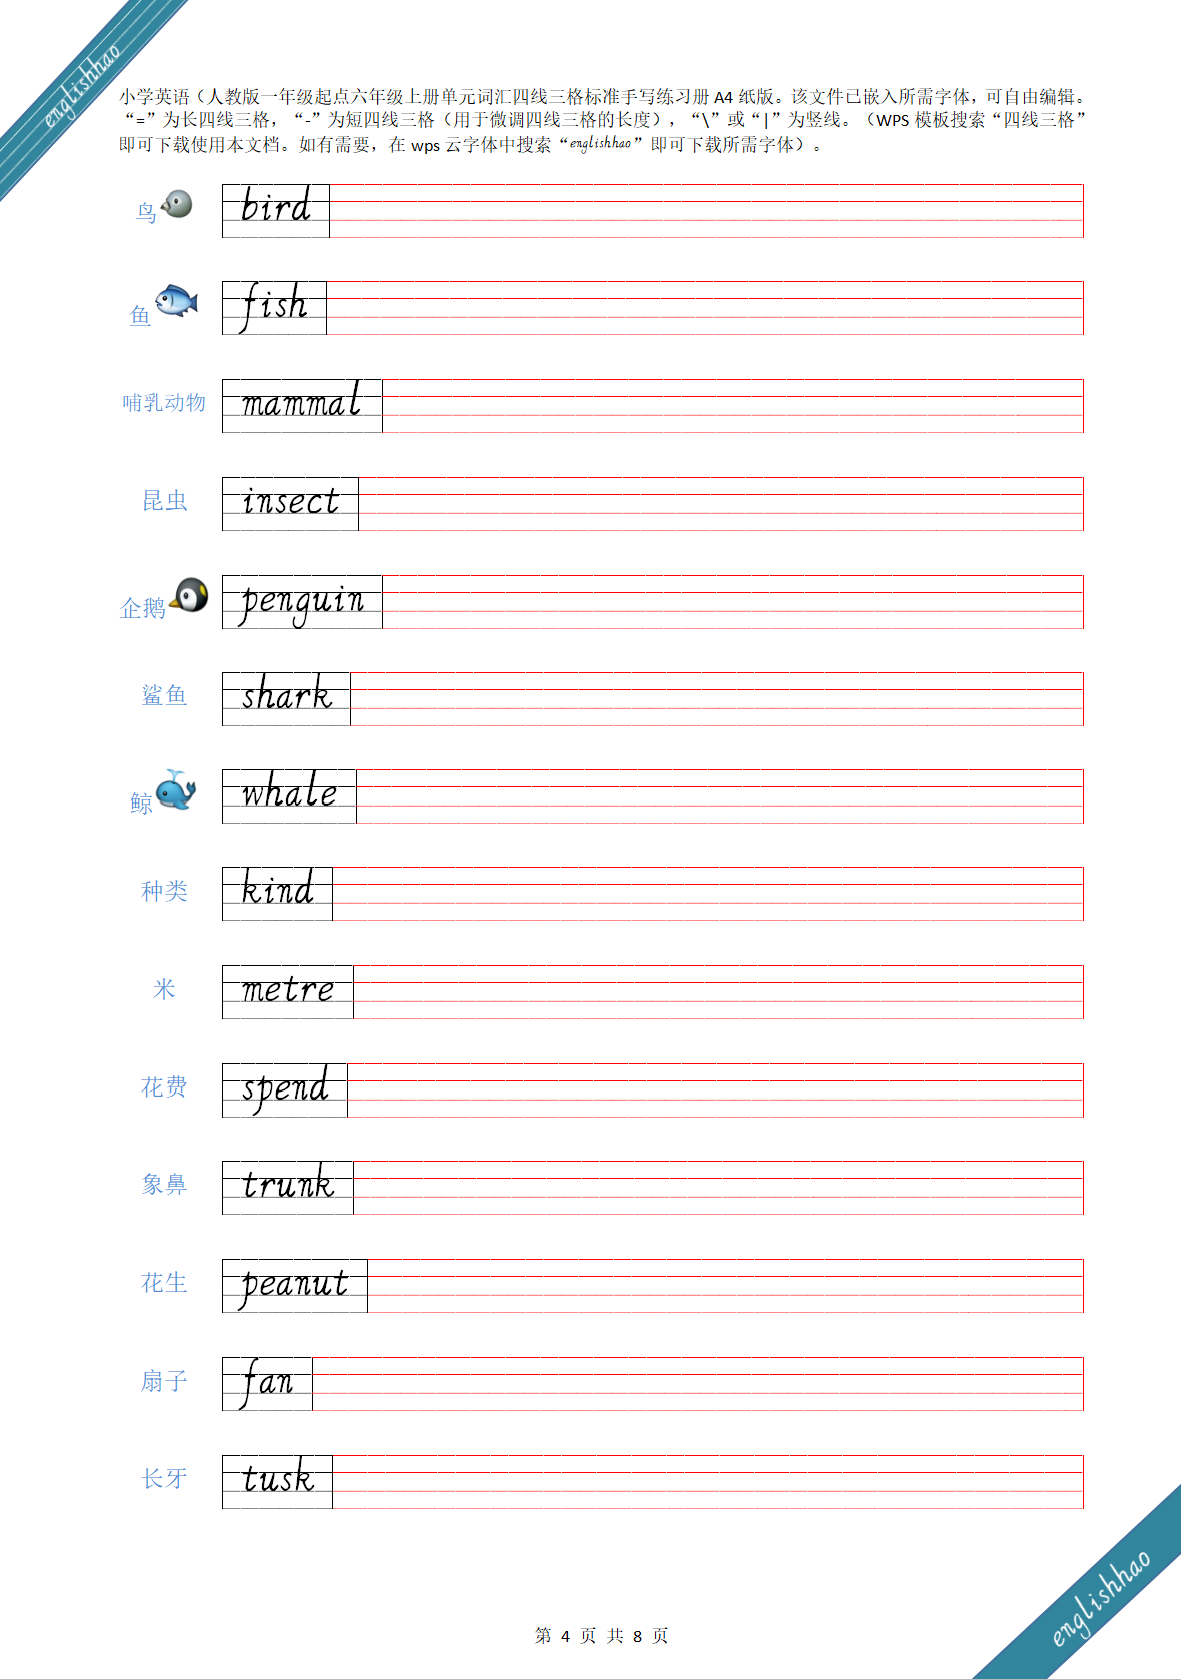 englishhao
小学英语（人教版一年级起点六年级上册单元词汇四线三格标准手写练习册 A4 纸版。该文件已嵌入所需字体，可自由编辑。
“=”为长四线三格，“-”为短四线三格（用于微调四线三格的长度），“\”或“|”为竖线。（WPS 模板搜索“四线三格”
即可下载使用本文档。如有需要，在 wps 云字体中搜索“englishhao”即可下载所需字体）。
鸟 bird
鱼 fish
哺乳动物 mammal
昆虫 insect
企鹅 penguin
鲨鱼 shark
鲸 whale
种类 kind
米 metre
花费 spend
象鼻 trunk
花生 peanut
扇子 fan
长牙 tusk
englishhao
第 4 页 共 8 页